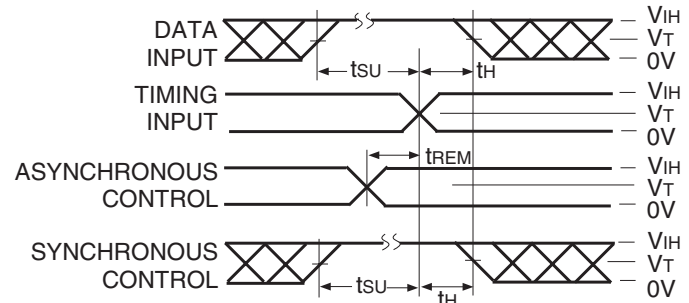 DATA
INPUT
tSU
tH
VIH
VT
0V
TIMING
INPUT
VIH
VT
0V
tREM
ASYNCHRONOUS
CONTROL
VIH
VT
0V
SYNCHRONOUS
CONTROL
tSU
tH
VIH
VT
0V